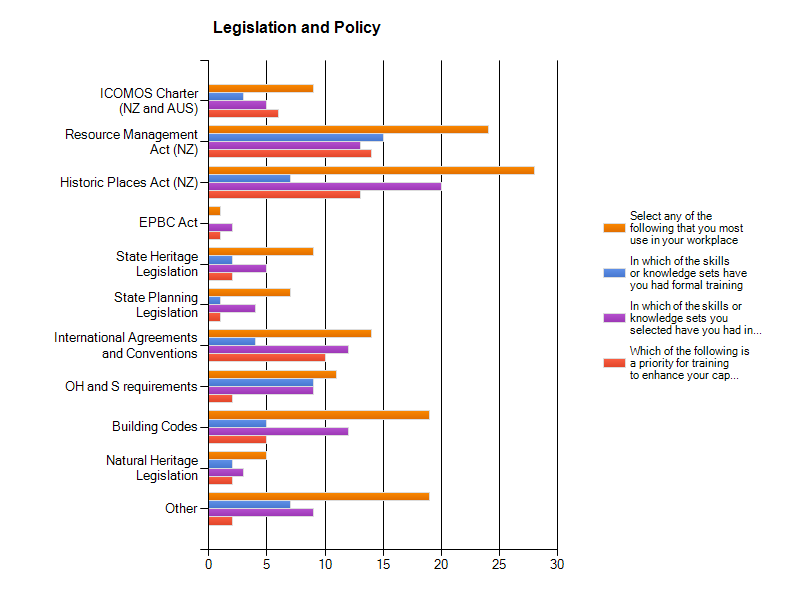 Legislation and Policy
ICOMOS Charter
(NZ and AUS)
Resource Management
Act (NZ)
Historic Places Act (NZ)
EPBC Act
State Heritage
Legislation
State Planning
Legislation
International Agreements
and Conventions
OH and S requirements
Building Codes
Natural Heritage
Legislation
Other
0 5 10 15 20 25 30
Select any of the
following that you most
use in your workplace
In which of the skills
or knowledge sets have
you had formal training
In which of the skills or
knowledge sets you
selected have you had in...
Which of the following is
a priority for training
to enhance your cap...